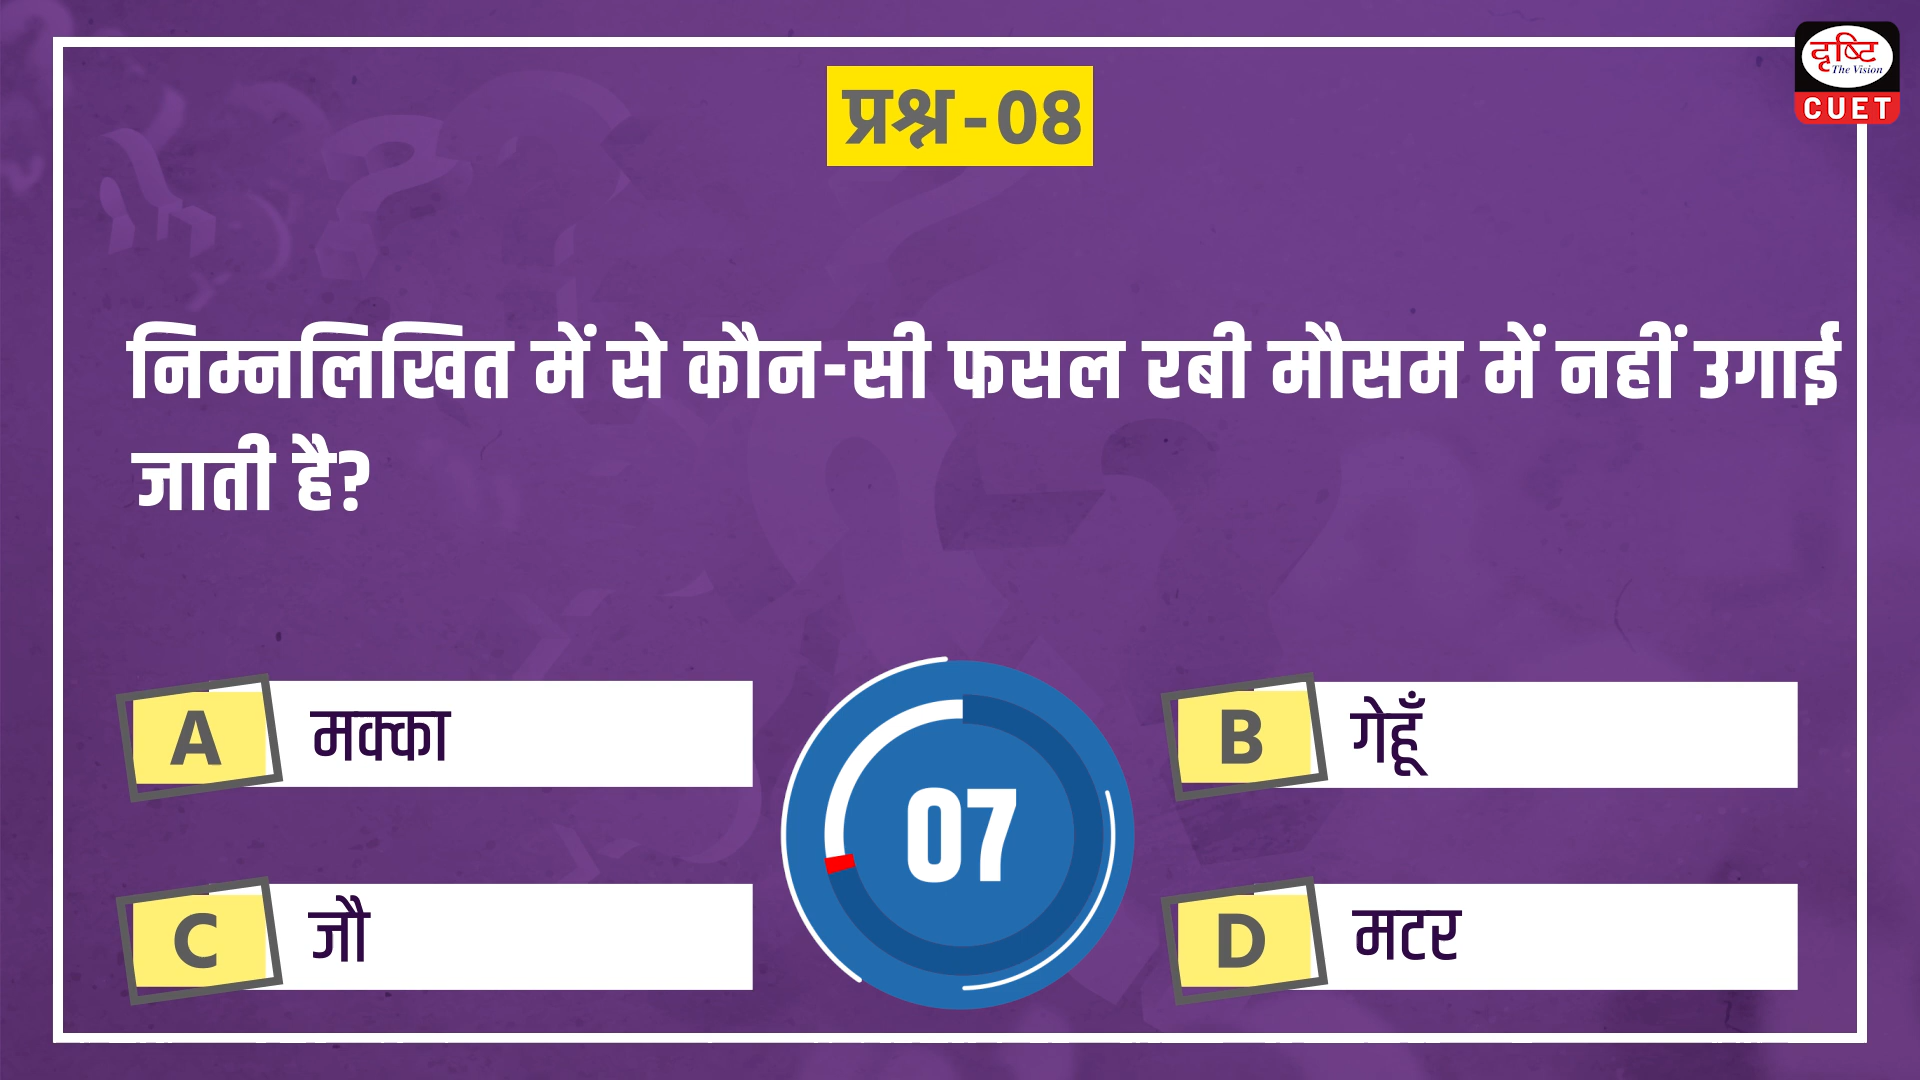 दृष्टि
The Vision
CUET
प्रश्न-08
निम्नलिखित में से कौन-सी फसल रबी मौसम में नहीं उगाई
जाती है?
A मक्का
B गेहूँ
07
C जौ
D मटर